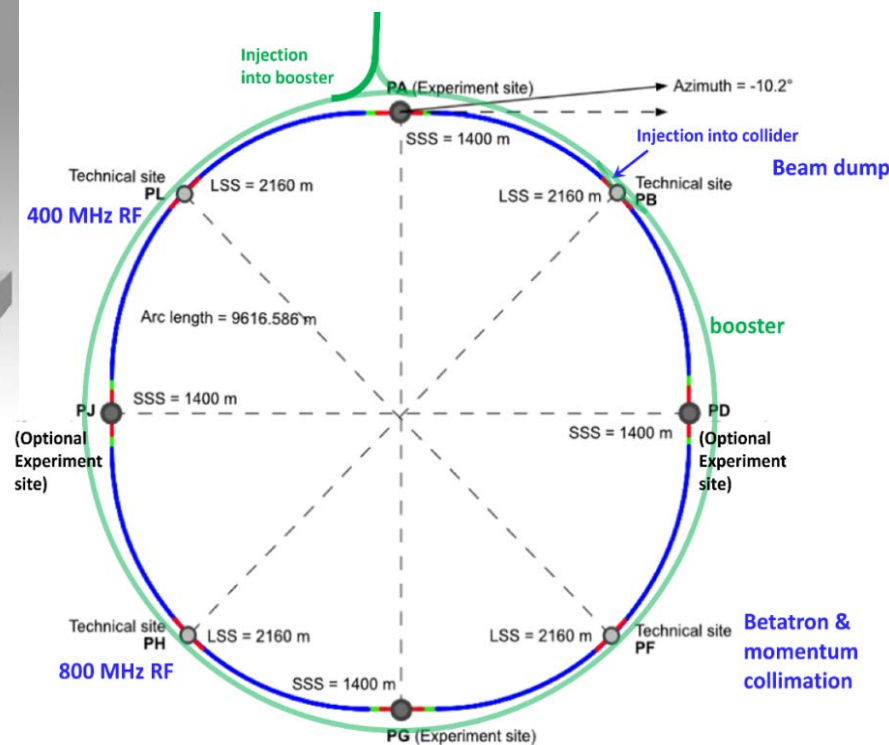 Injection
into booster
PA (Experiment site)
Azimuth = -10.2°
SSS = 1400 m
Injection into collider
Beam dump
Technical site
PL
LSS = 2160 m
400 MHz RF
LSS = 2160 m
Technical site
PB
Arc length = 9616.586 m
booster
PJ
SSS = 1400 m
(Optional
Experiment
site)
PD
SSS = 1400 m
(Optional
Experiment
site)
Technical site
PH
LSS = 2160 m
800 MHz RF
LSS = 2160 m
Technical site
PF
Betatron &
momentum
collimation
SSS = 1400 m
PG (Experiment site)